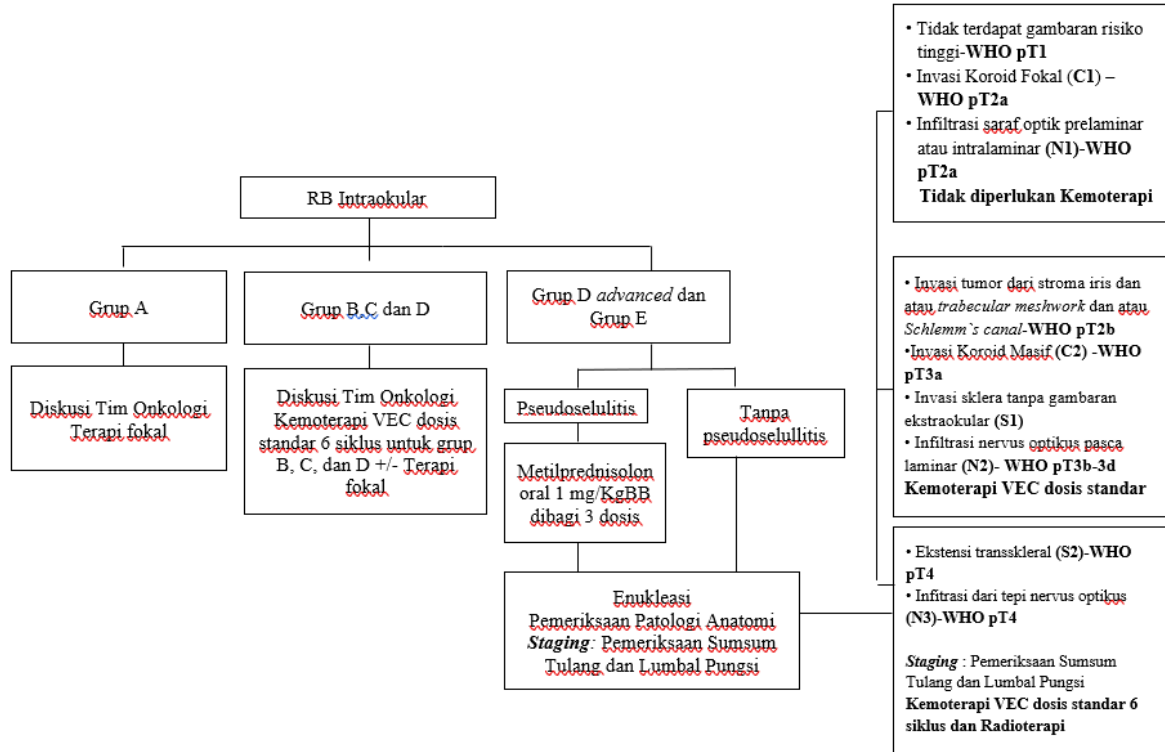 RB Intraokular
Grup A
Diskusi Tim Onkologi
Terapi fokal
Grup B,C dan D
Diskusi Tim Onkologi
Kemoterapi VEC dosis
standar 6 siklus untuk grup
B, C, dan D +/- Terapi
fokal
Grup D advanced dan
Grup E
Pseudoselulitis
Metilprednisolon
oral 1 mg/KgBB
dibagi 3 dosis
Tanpa
pseudoselullitis
Enukleasi
Pemeriksaan Patologi Anatomi
Staging: Pemeriksaan Sumsum
Tulang dan Lumbal Pungsi
• Tidak terdapat gambaran risiko
tinggi-WHO pT1
• Invasi Koroid Fokal (C1) –
WHO pT2a
• Infiltrasi saraf optik prelaminar
atau intralaminar (N1)-WHO
pT2a
Tidak diperlukan Kemoterapi
• Invasi tumor dari stroma iris dan
atau trabecular meshwork dan atau
Schlemm`s canal-WHO pT2b
•Invasi Koroid Masif (C2) -WHO
pT3a
• Invasi sklera tanpa gambaran
ekstraokular (S1)
• Infiltrasi nervus optikus pasca
laminar (N2)- WHO pT3b-3d
Kemoterapi VEC dosis standar
• Ekstensi transskleral (S2)-WHO
pT4
• Infitrasi dari tepi nervus optikus
(N3)-WHO pT4
Staging : Pemeriksaan Sumsum
Tulang dan Lumbal Pungsi
Kemoterapi VEC dosis standar 6
siklus dan Radioterapi